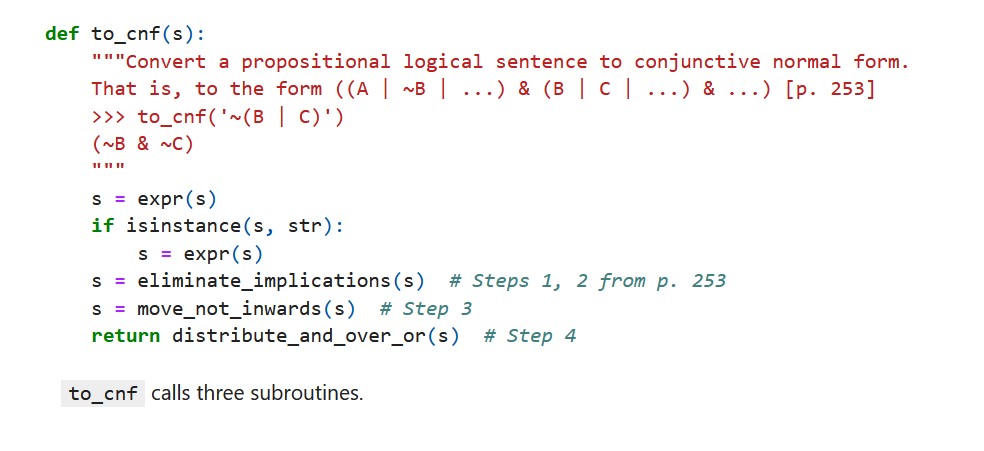 def to_cnf(s):
    """Convert a propositional logical sentence to conjunctive normal form.
    That is, to the form ((A | ~B | ...) & (B | C | ...) & ...) [p. 253]
    >>> to_cnf('~(B | C)')
    (~B & ~C)
    """
    s = expr(s)
    if isinstance(s, str):
        s = expr(s)
    s = eliminate_implications(s)  # Steps 1, 2 from p. 253
    s = move_not_inwards(s)  # Step 3
    return distribute_and_over_or(s)  # Step 4
to_cnf calls three subroutines.